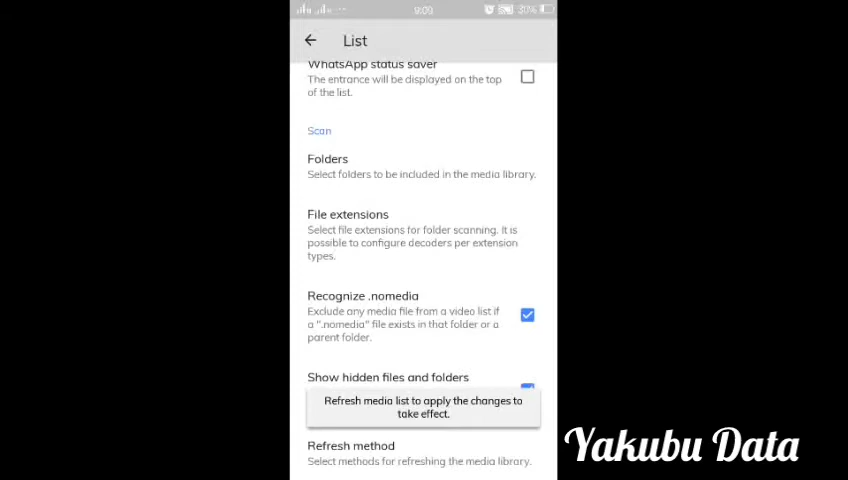 9:09
30%
List
WhatsApp status saver
The entrance will be displayed on the top
of the list.
Scan
Folders
Select folders to be included in the media library.
File extensions
Select file extensions for folder scanning. It is
possible to configure decoders per extension
types.
Recognize .nomedia
Exclude any media file from a video list if
a ".nomedia" file exists in that folder or a
parent folder.
Show hidden files and folders
Refresh media list to apply the changes to
take effect.
Refresh method
Select methods for refreshing the media library.
Yakubu Data